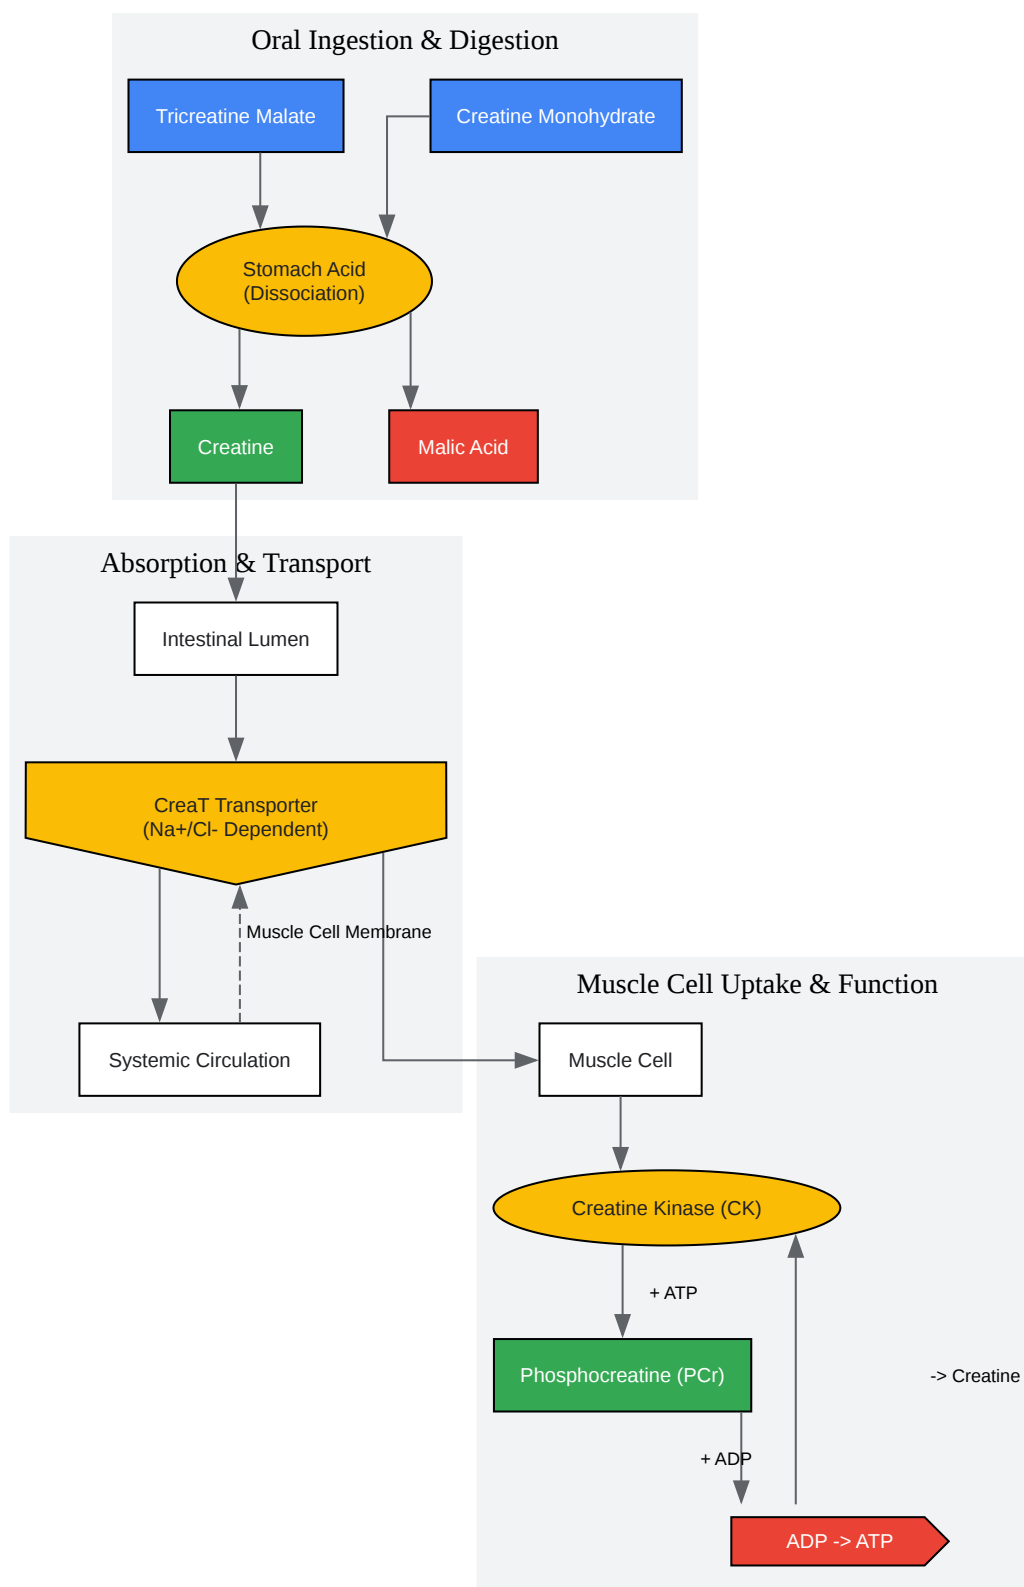 Oral Ingestion & Digestion
Tricreatine Malate
Creatine Monohydrate
Stomach Acid
(Dissociation)
Creatine
Malic Acid
Absorption & Transport
Intestinal Lumen
CreaT Transporter
(Na+/Cl- Dependent)
Muscle Cell Membrane
Systemic Circulation
Muscle Cell Uptake & Function
Muscle Cell
Creatine Kinase (CK)
+ ATP
Phosphocreatine (PCr)
-> Creatine
+ ADP
ADP -> ATP